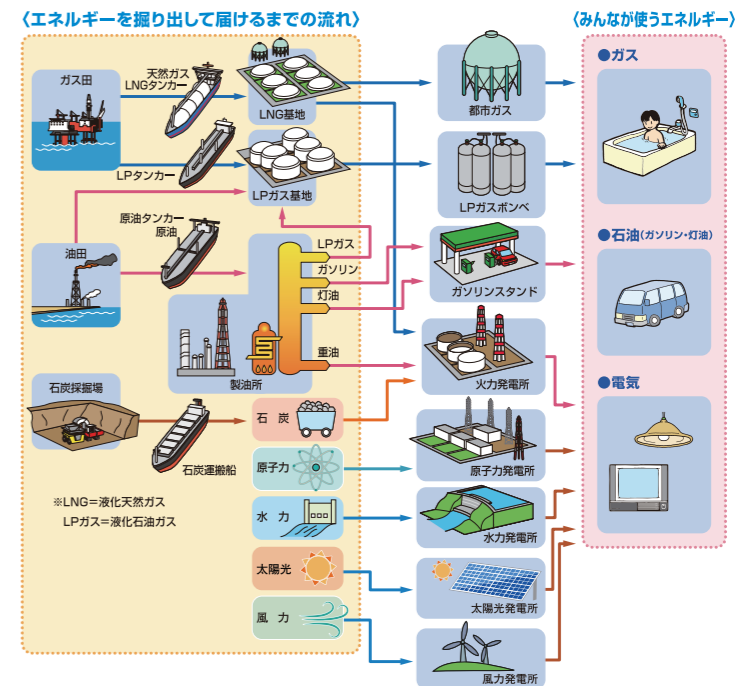 〈エネルギーを掘り出して届けるまでの流れ〉
〈みんなが使うエネルギー〉
ガス田
天然ガス
LNGタンカー
LNG基地
都市ガス
●ガス
LPタンカー
LPガス基地
LPガスボンベ
原油タンカー
原油
油田
LPガス
ガソリン
灯油
重油
製油所
ガソリンスタンド
●石油(ガソリン・灯油)
火力発電所
●電気
石炭採掘場
石炭運搬船
石 炭
原子力
原子力発電所
※LNG=液化天然ガス
LPガス=液化石油ガス
水 力
水力発電所
太陽光
太陽光発電所
風 力
風力発電所